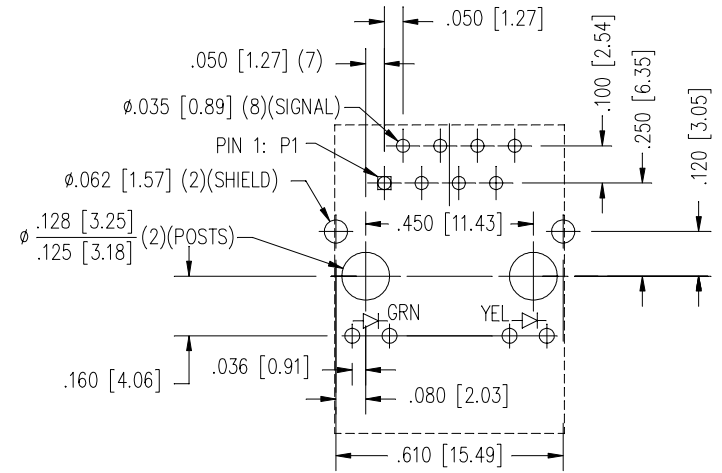 .050 [1.27]
.050 [1.27] (7)
ø.035 [0.89] (8)(SIGNAL)
PIN 1: P1
ø.062 [1.57] (2)(SHIELD)
ø .128 [3.25]
.125 [3.18] (2)(POSTS)
.450 [11.43]
.100 [2.54]
.250 [6.35]
.120 [3.05]
GRN
YEL
.036 [0.91]
.160 [4.06]
.080 [2.03]
.610 [15.49]